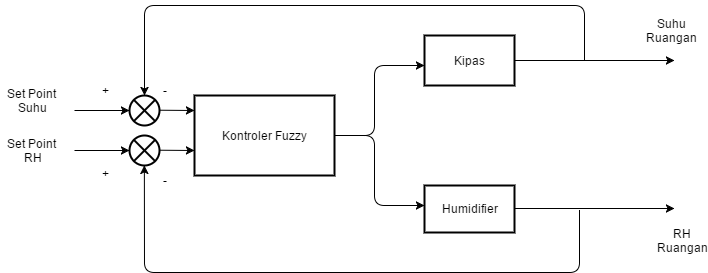 Suhu
Ruangan
Kipas
+
-
Set Point
Suhu
Kontroler Fuzzy
Set Point
RH
+
-
Humidifier
RH
Ruangan